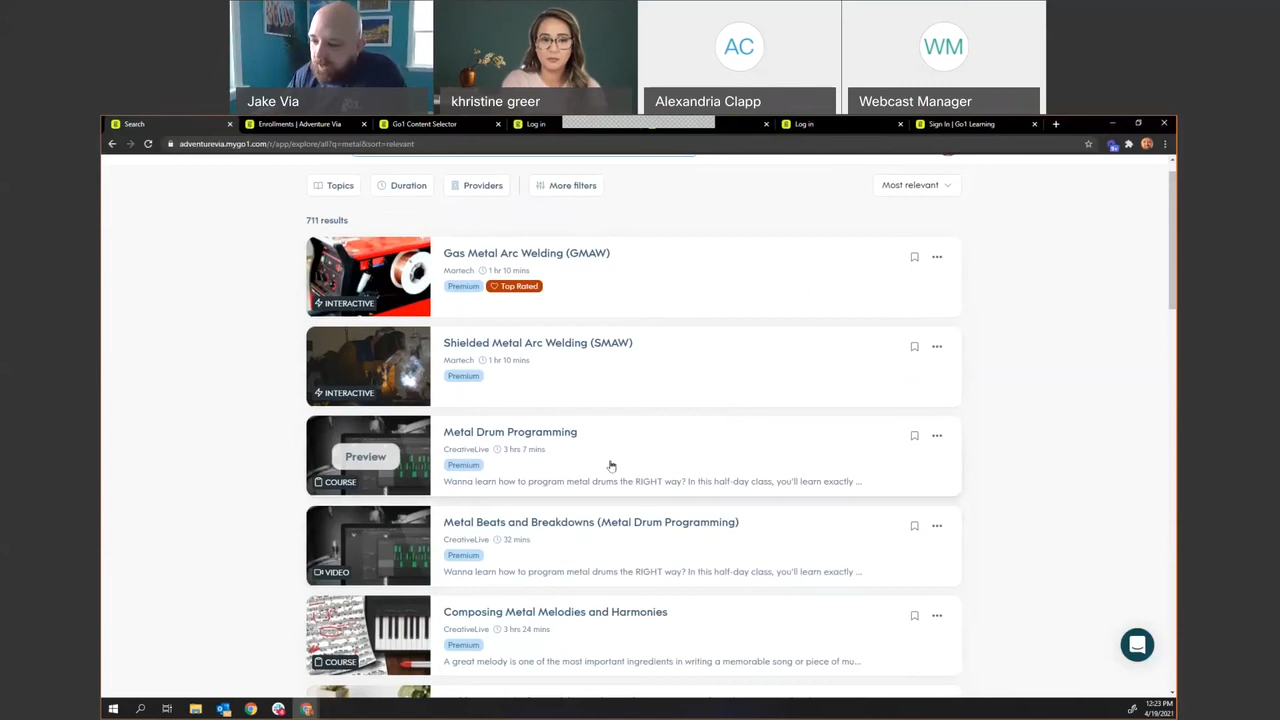 AC
WM
Jake Via
khristine greer
Alexandria Clapp
Webcast Manager
Search
Enrollments | Adventure Via
Go1 Content Selector
Log in
Log in
Sign In | Go1 Learning
adventurevia.mygo1.com/r/app/explore/all?q=metal&sort=relevant
Topics
Duration
Providers
More filters
Most relevant
711 results
Gas Metal Arc Welding (GMAW)
Martech 1 hr 10 mins
Premium
Top Rated
INTERACTIVE
Shielded Metal Arc Welding (SMAW)
Martech 1 hr 10 mins
Premium
INTERACTIVE
Metal Drum Programming
CreativeLive 3 hrs 7 mins
Preview
Premium
COURSE
Wanna learn how to program metal drums the RIGHT way? In this half-day class, you'll learn exactly ...
Metal Beats and Breakdowns (Metal Drum Programming)
CreativeLive 32 mins
Premium
VIDEO
Wanna learn how to program metal drums the RIGHT way? In this half-day class, you'll learn exactly ...
Composing Metal Melodies and Harmonies
CreativeLive 3 hrs 24 mins
Premium
COURSE
A great melody is one of the most important ingredients in writing a memorable song or piece of mu...
12:23 PM
4/19/2021